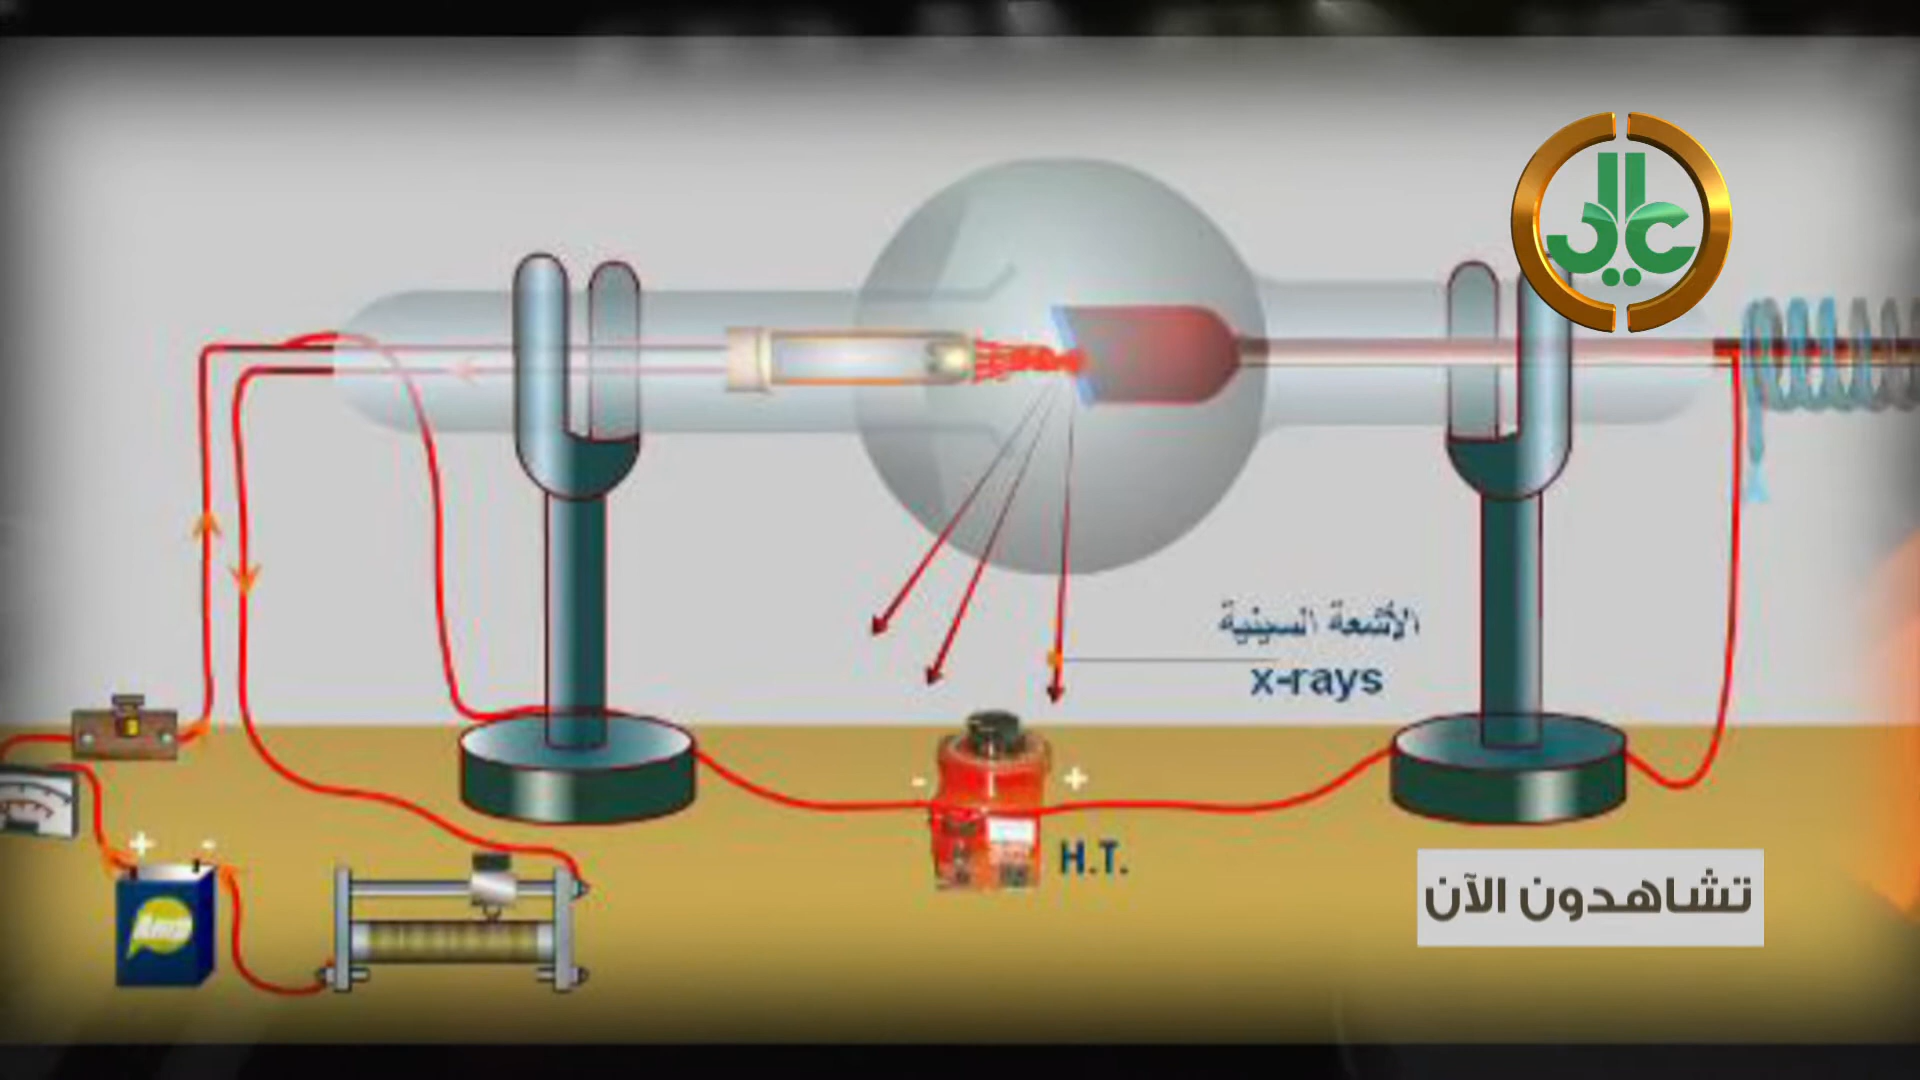 الأشعة السينية
x-rays
- +
H.T.
+ -
تشاهدون الآن